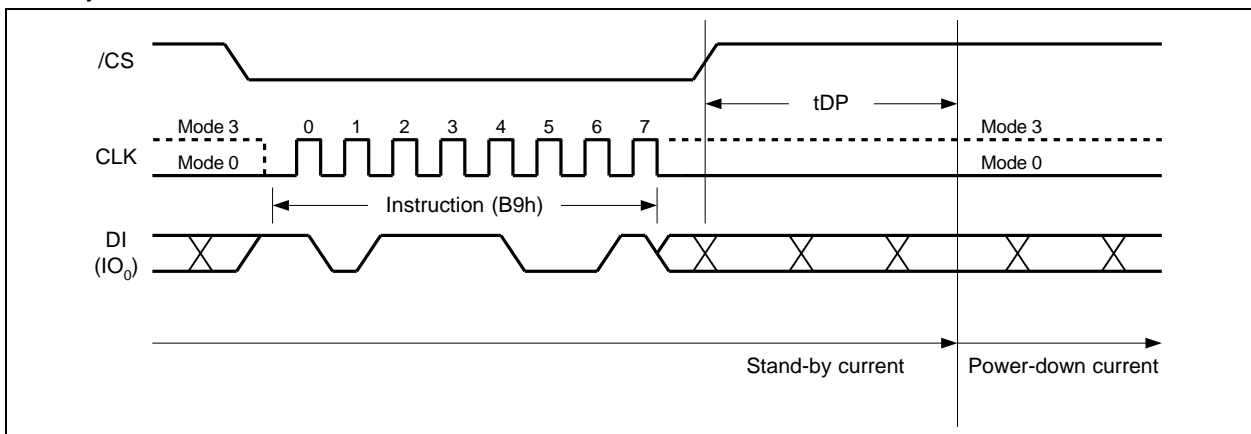 /CS
tDP
Mode 3 0 1 2 3 4 5 6 7 Mode 3
CLK
Mode 0 Mode 0
Instruction (B9h)
DI
(IO0)
Stand-by current Power-down current